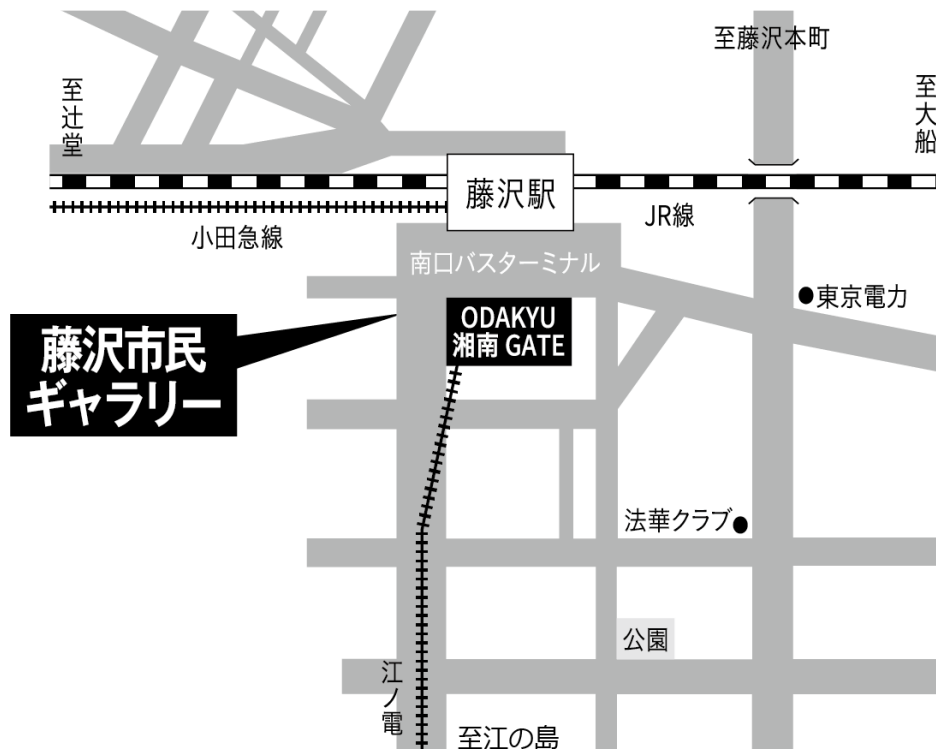 至藤沢本町
至辻堂
至大船
藤沢駅
JR線
小田急線
南口バスターミナル
東京電力
ODAKYU
湘南 GATE
藤沢市民
ギャラリー
法華クラブ
公園
江ノ電
至江の島